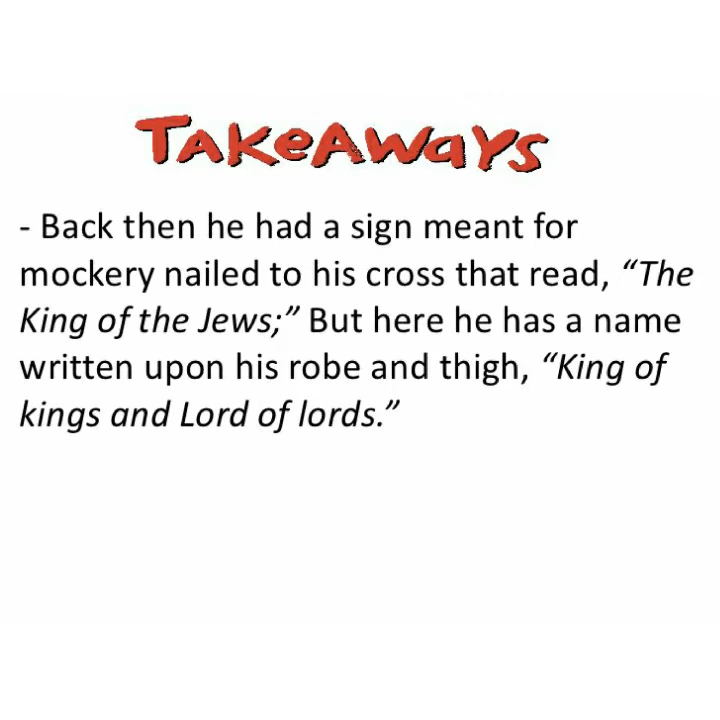 TAKeAWaYS
- Back then he had a sign meant for
mockery nailed to his cross that read, “The
King of the Jews;” But here he has a name
written upon his robe and thigh, “King of
kings and Lord of lords.”